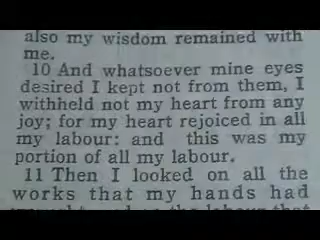 also my wisdom remained with
me.
10 And whatsoever mine eyes
desired I kept not from them, I
withheld not my heart from any
joy; for my heart rejoiced in all
my labour: and this was my
portion of all my labour.
11 Then I looked on all the
works that my hands had